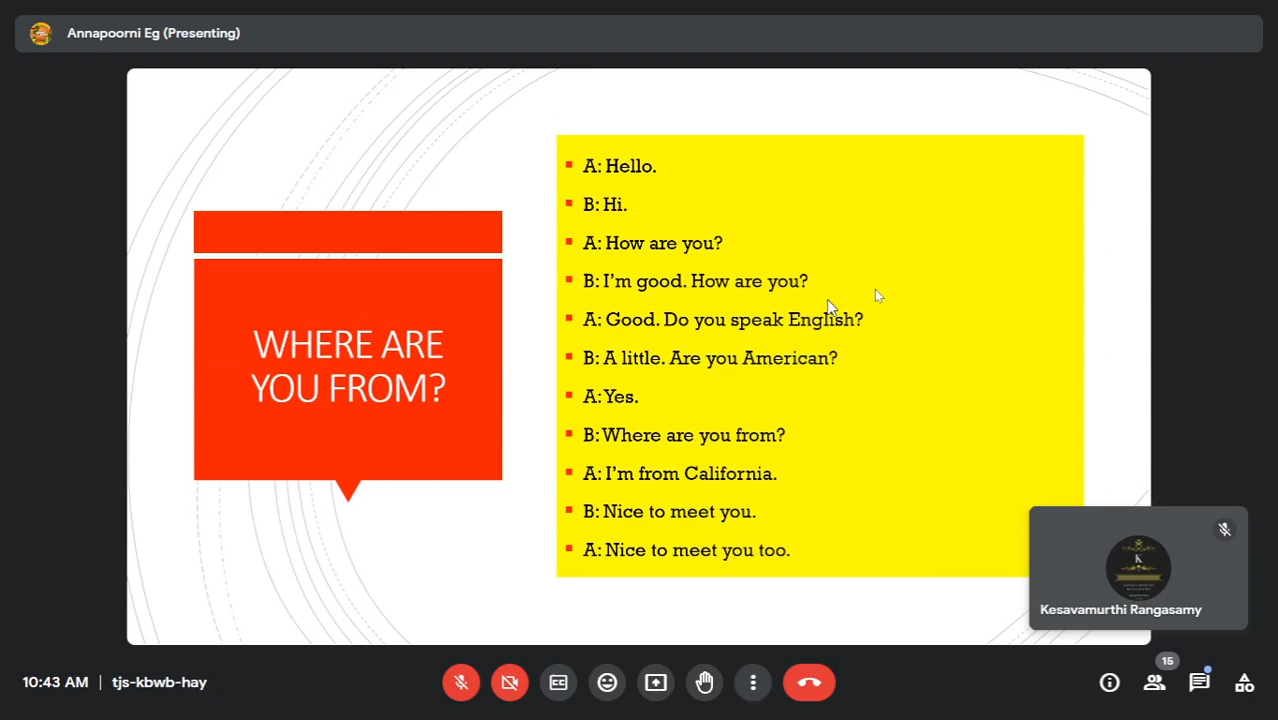 Annapoorni Eg (Presenting)
WHERE ARE
YOU FROM?
A: Hello.
B: Hi.
A: How are you?
B: I'm good. How are you?
A: Good. Do you speak English?
B: A little. Are you American?
A: Yes.
B: Where are you from?
A: I'm from California.
B: Nice to meet you.
A: Nice to meet you too.
K
Kesavamurthi Rangasamy
10:43 AM | tjs-kbwb-hay
CC
15